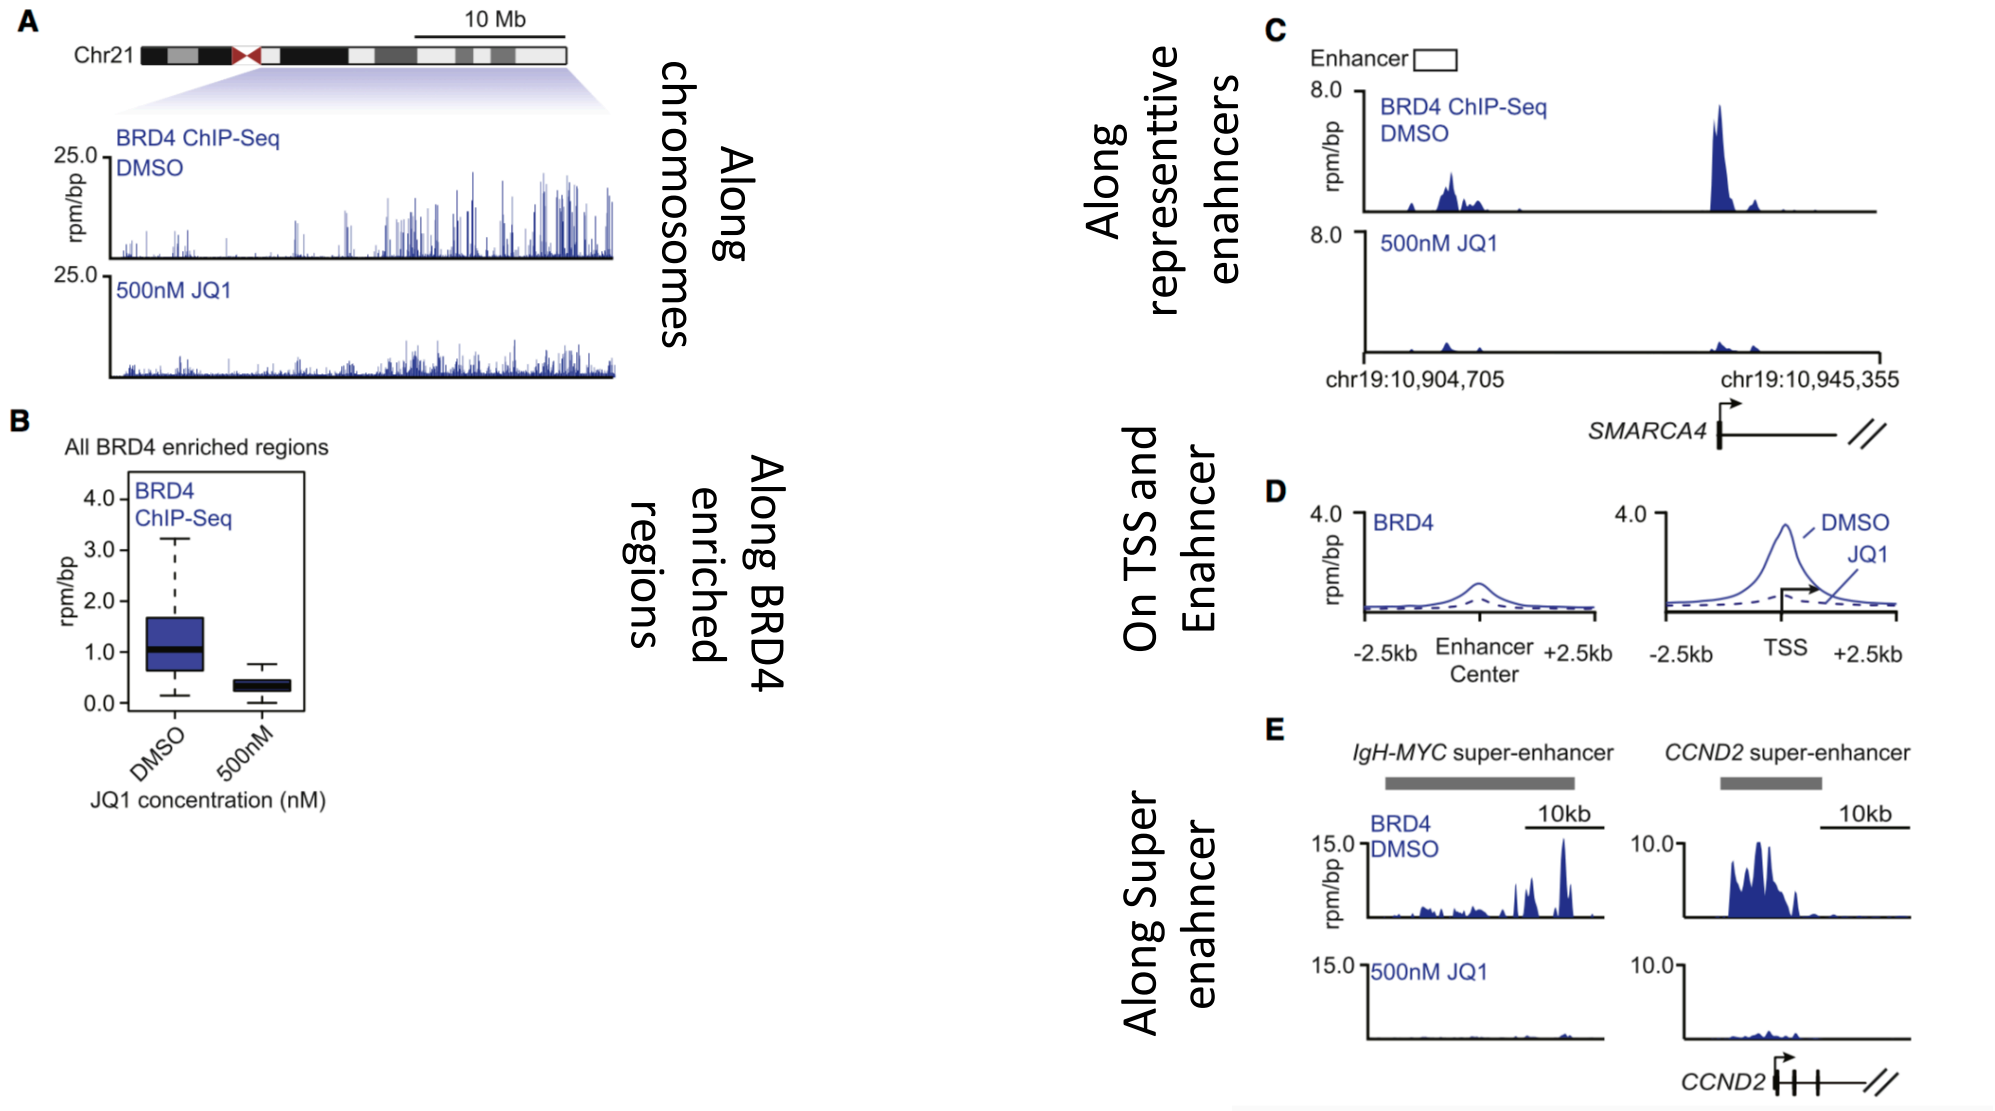 A
10 Mb
Chr21
BRD4 ChIP-Seq
DMSO
25.0
rpm/bp
25.0
500nM JQ1
Along
chromosomes
B
All BRD4 enriched regions
BRD4
ChIP-Seq
4.0
3.0
2.0
1.0
0.0
rpm/bp
DMSO
500nM
JQ1 concentration (nM)
Along BRD4
enriched
regions
C
Along
representitive
enahncers
Enhancer
8.0
BRD4 ChIP-Seq
DMSO
rpm/bp
8.0
500nM JQ1
chr19:10,904,705
chr19:10,945,355
SMARCA4
D
On TSS and
Enahncer
4.0
BRD4
rpm/bp
-2.5kb
Enhancer
Center
+2.5kb
4.0
DMSO
JQ1
-2.5kb
TSS
+2.5kb
E
Along Super
enahncer
IgH-MYC super-enhancer
10kb
BRD4
DMSO
15.0
rpm/bp
15.0
500nM JQ1
CCND2 super-enhancer
10kb
10.0
10.0
CCND2